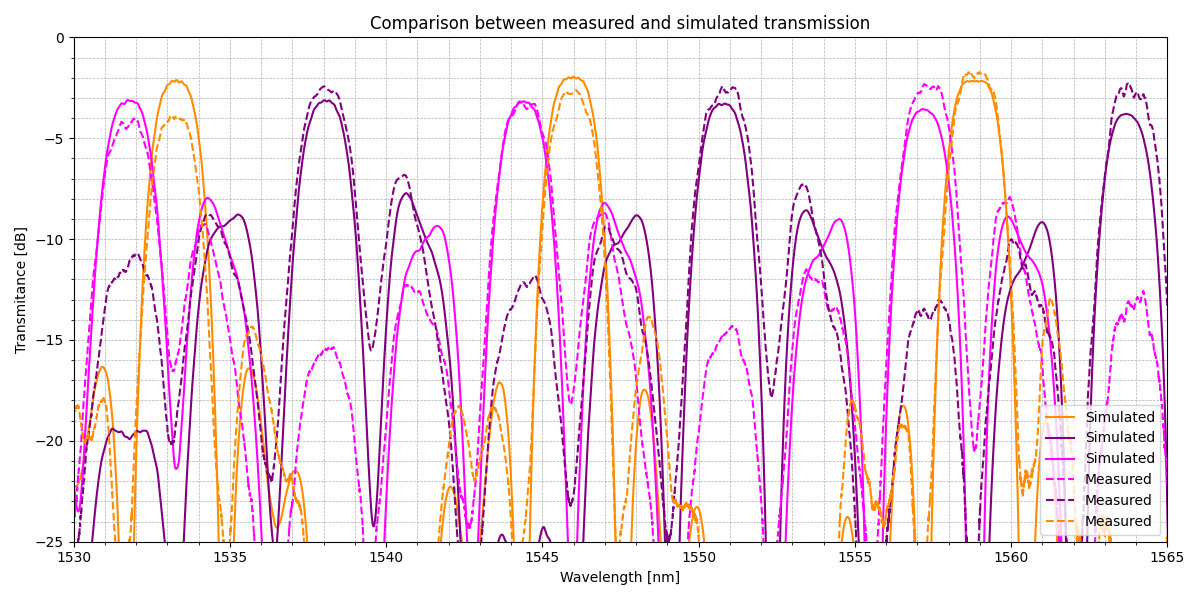 Comparison between measured and simulated transmission
Transmitance [dB]
0
−5
−10
−15
−20
−25
1530
1535
1540
1545
1550
1555
1560
1565
Wavelength [nm]
Simulated
Simulated
Simulated
Measured
Measured
Measured